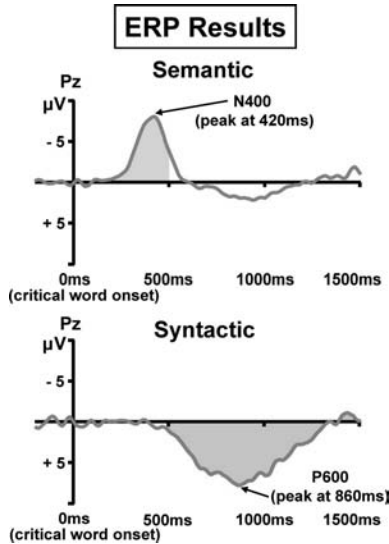 ERP Results
Semantic
Pz
μV
- 5
+ 5
N400
(peak at 420ms)
0ms 500ms 1000ms 1500ms
(critical word onset)
Syntactic
Pz
μV
- 5
+ 5
P600
(peak at 860ms)
0ms 500ms 1000ms 1500ms
(critical word onset)